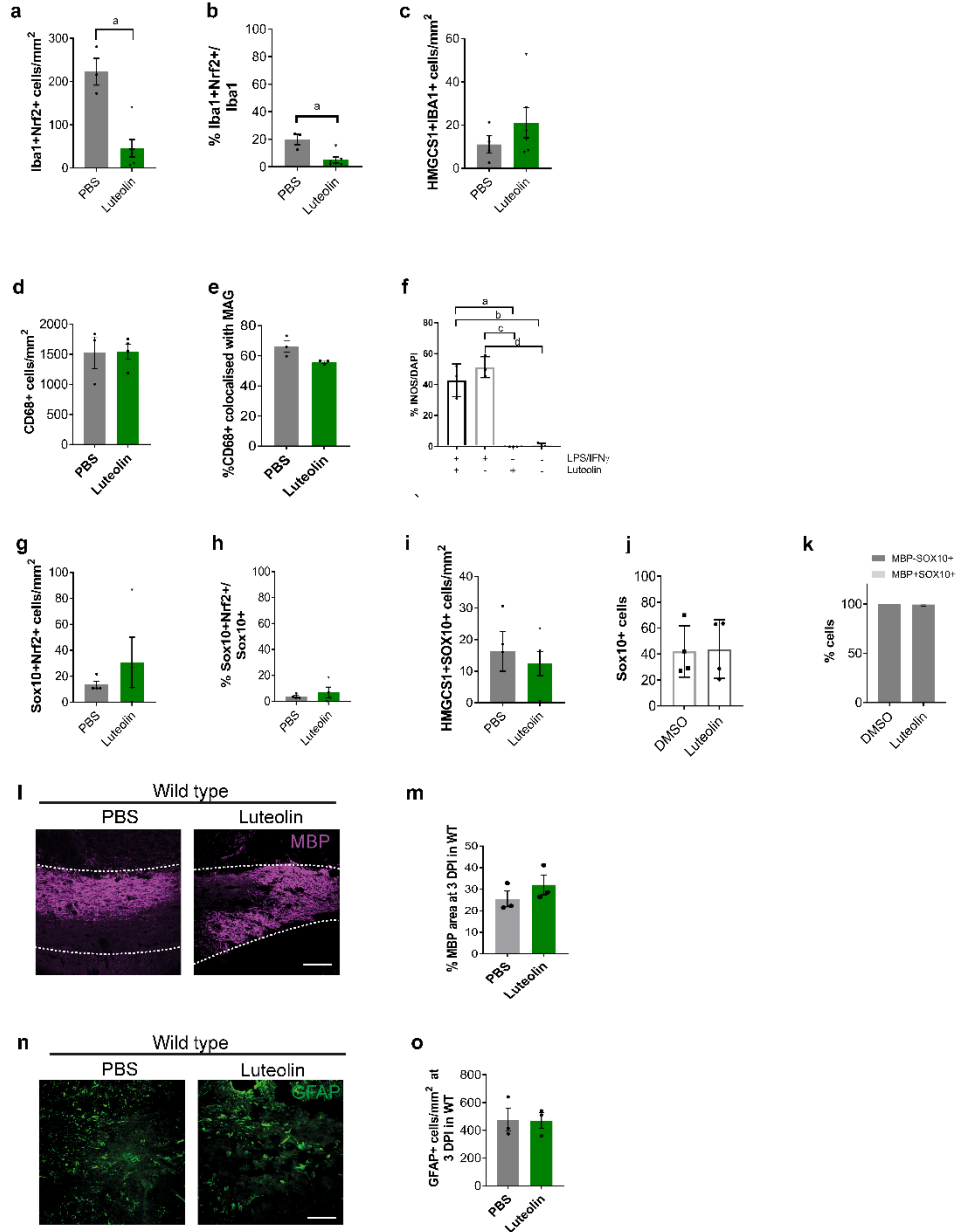 a
Iba1+Nrf2+ cells/mm²
300
200
100
0
a
PBS
Luteolin
b
% Iba1+Nrf2+/
Iba1
100
80
60
40
20
0
a
PBS
Luteolin
c
HMGCS1+IBA1+ cells/mm²
60
40
20
0
PBS
Luteolin
d
CD68+ cells/mm²
2000
1500
1000
500
0
PBS
Luteolin
e
%CD68+ colocalised with MAG
80
60
40
20
0
PBS
Luteolin
f
% INOS/DAPI
80
60
40
20
0
a
b
c
d
+ + - - LPS/IFNγ
+ - + - Luteolin
g
Sox10+Nrf2+ cells/mm²
100
80
60
40
20
0
PBS
Luteolin
h
% Sox10+Nrf2+/
Sox10+
100
80
60
40
20
0
PBS
Luteolin
i
HMGCS1+SOX10+ cells/mm²
40
30
20
10
0
PBS
Luteolin
j
Sox10+ cells
100
80
60
40
20
0
DMSO
Luteolin
k
MBP-SOX10+
MBP+SOX10+
% cells
100
50
0
DMSO
Luteolin
l
Wild type
PBS
Luteolin
MBP
m
% MBP area at 3 DPI in WT
50
40
30
20
10
0
PBS
Luteolin
n
Wild type
PBS
Luteolin
GFAP
o
GFAP+ cells/mm² at
3 DPI in WT
800
600
400
200
0
PBS
Luteolin